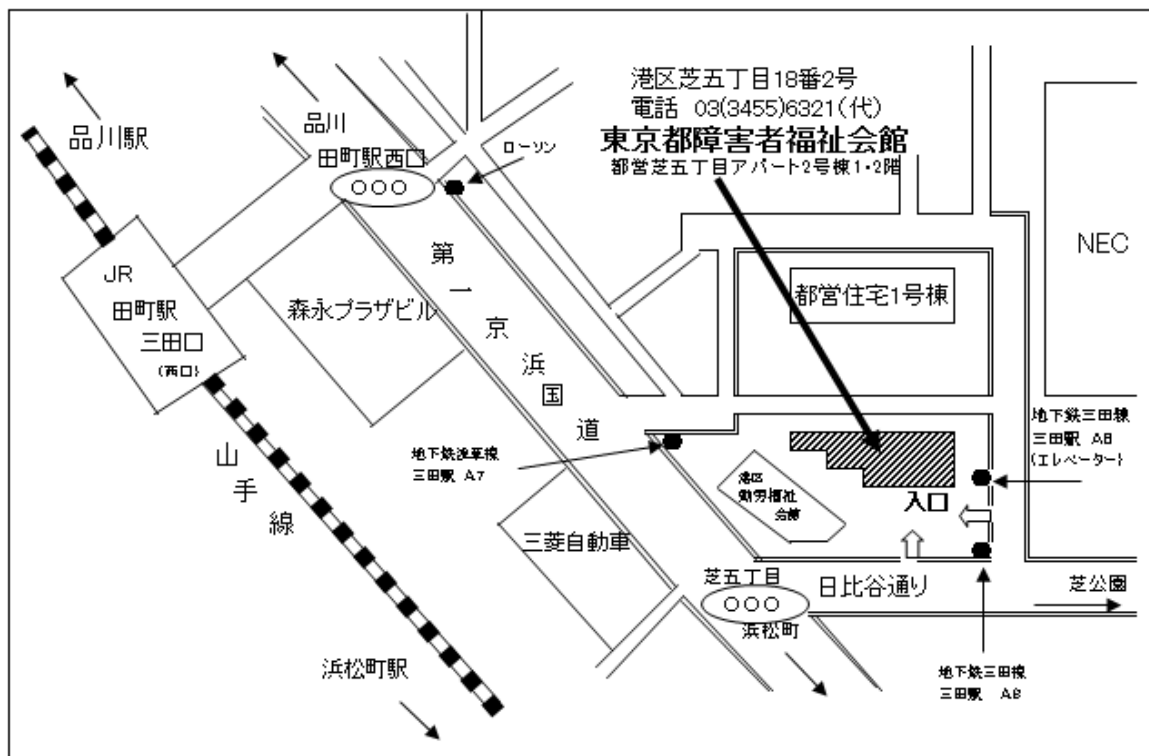 港区芝五丁目18番2号
電話 03(3455)6321(代)
東京都障害者福祉会館
都営芝五丁目アパート2号棟1・2階
品川駅
品川
田町駅西口
○○○
ローソン
NEC
JR
田町駅
三田口
(西口)
森永プラザビル
第一京浜国道
都営住宅1号棟
地下鉄浅草線
三田駅 A7
地下鉄三田線
三田駅 A8
(エレベーター)
山手線
港区
勤労福祉
会館
入口
三菱自動車
芝五丁目
○○○
浜松町
日比谷通り
芝公園
浜松町駅
地下鉄三田線
三田駅